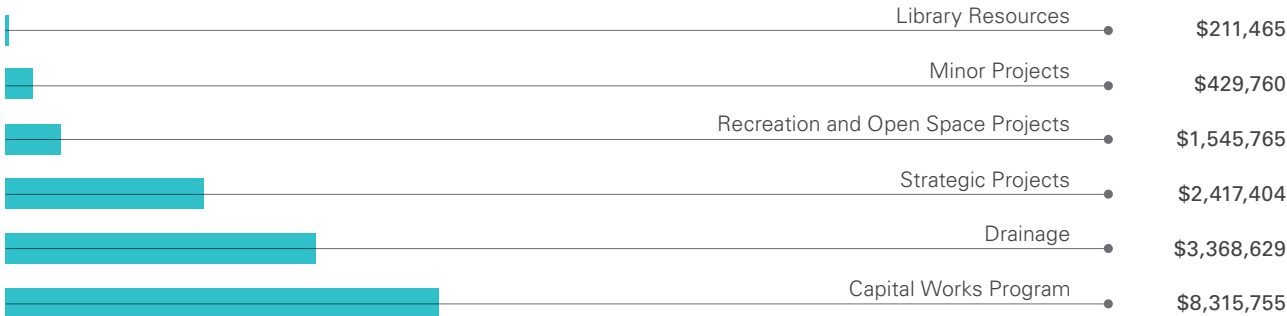 Library Resources $211,465
Minor Projects $429,760
Recreation and Open Space Projects $1,545,765
Strategic Projects $2,417,404
Drainage $3,368,629
Capital Works Program $8,315,755